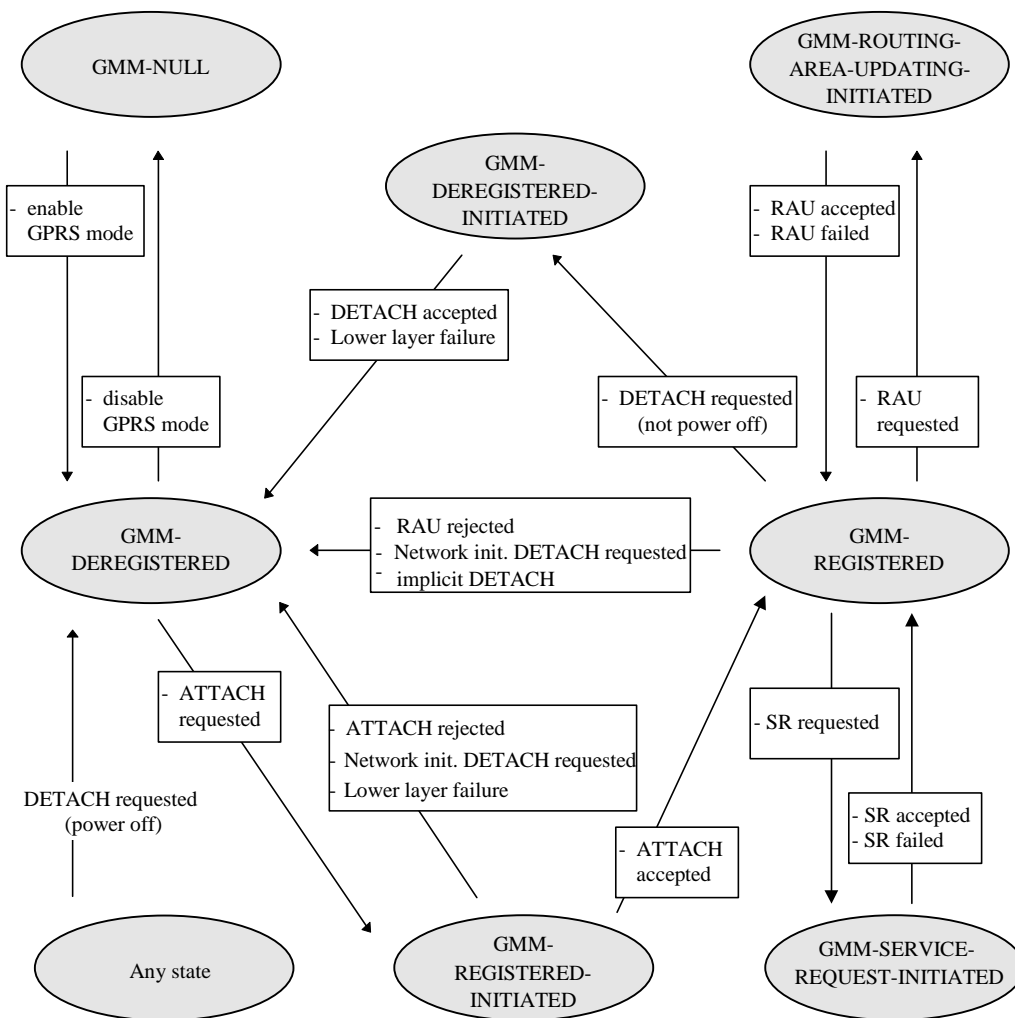 GMM-NULL
GMM-ROUTING-
AREA-UPDATING-
INITIATED
GMM-
DEREGISTERED-
INITIATED
- enable
GPRS mode
- RAU accepted
- RAU failed
- DETACH accepted
- Lower layer failure
- disable
GPRS mode
- DETACH requested
(not power off)
- RAU
requested
GMM-
DEREGISTERED
- RAU rejected
- Network init. DETACH requested
- implicit DETACH
GMM-
REGISTERED
- ATTACH
requested
- ATTACH rejected
- Network init. DETACH requested
- Lower layer failure
- SR requested
DETACH requested
(power off)
- ATTACH
accepted
- SR accepted
- SR failed
Any state
GMM-
REGISTERED-
INITIATED
GMM-SERVICE-
REQUEST-INITIATED